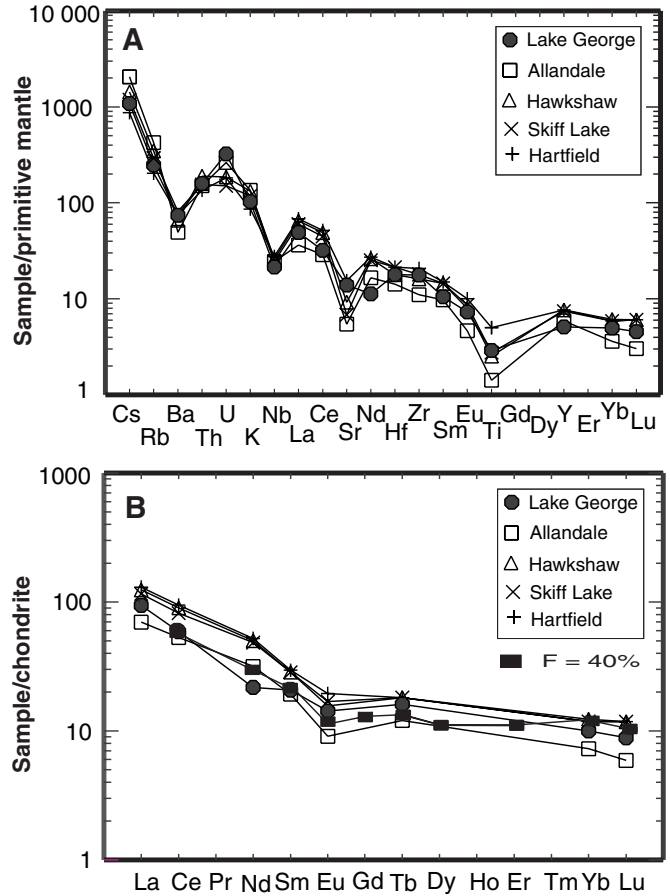 10 000
A
1000
100
10
1
Sample/primitive mantle
Lake George
Allandale
Hawkshaw
Skiff Lake
Hartfield
Cs Rb Ba Th U K Nb La Ce Sr Nd Hf Zr Sm Eu Ti Gd Dy Y Er Yb Lu
1000
B
100
10
1
Sample/chondrite
Lake George
Allandale
Hawkshaw
Skiff Lake
Hartfield
F = 40%
La Ce Pr Nd Sm Eu Gd Tb Dy Ho Er Tm Yb Lu